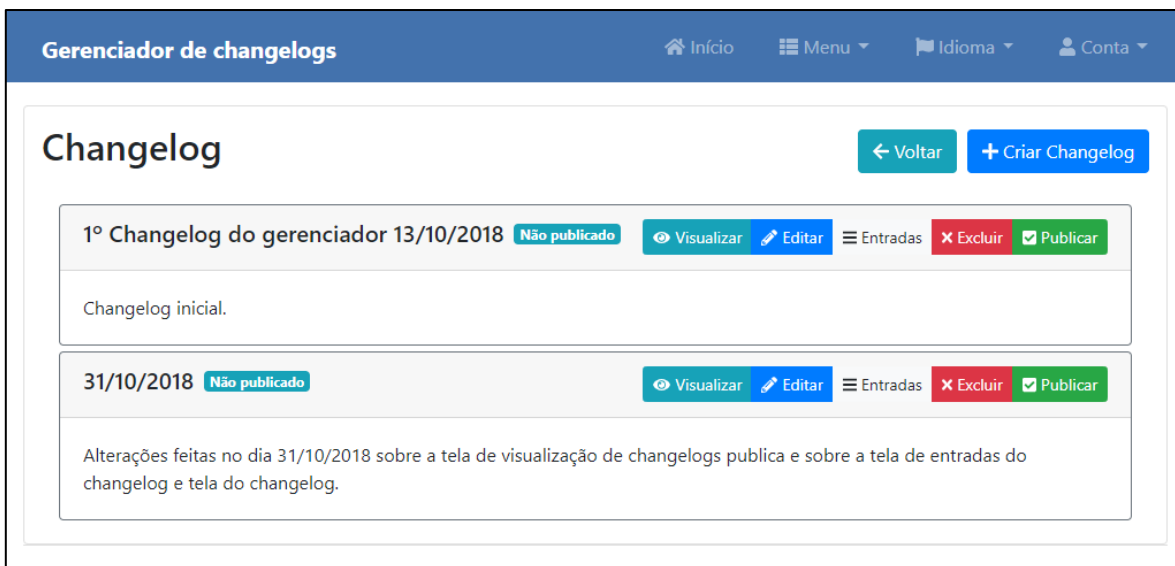 Gerenciador de changelogs Início Menu Idioma Conta
Changelog Voltar Criar Changelog
1º Changelog do gerenciador 13/10/2018 Não publicado Visualizar Editar Entradas Excluir Publicar
Changelog inicial.
31/10/2018 Não publicado Visualizar Editar Entradas Excluir Publicar
Alterações feitas no dia 31/10/2018 sobre a tela de visualização de changelogs publica e sobre a tela de entradas do
changelog e tela do changelog.